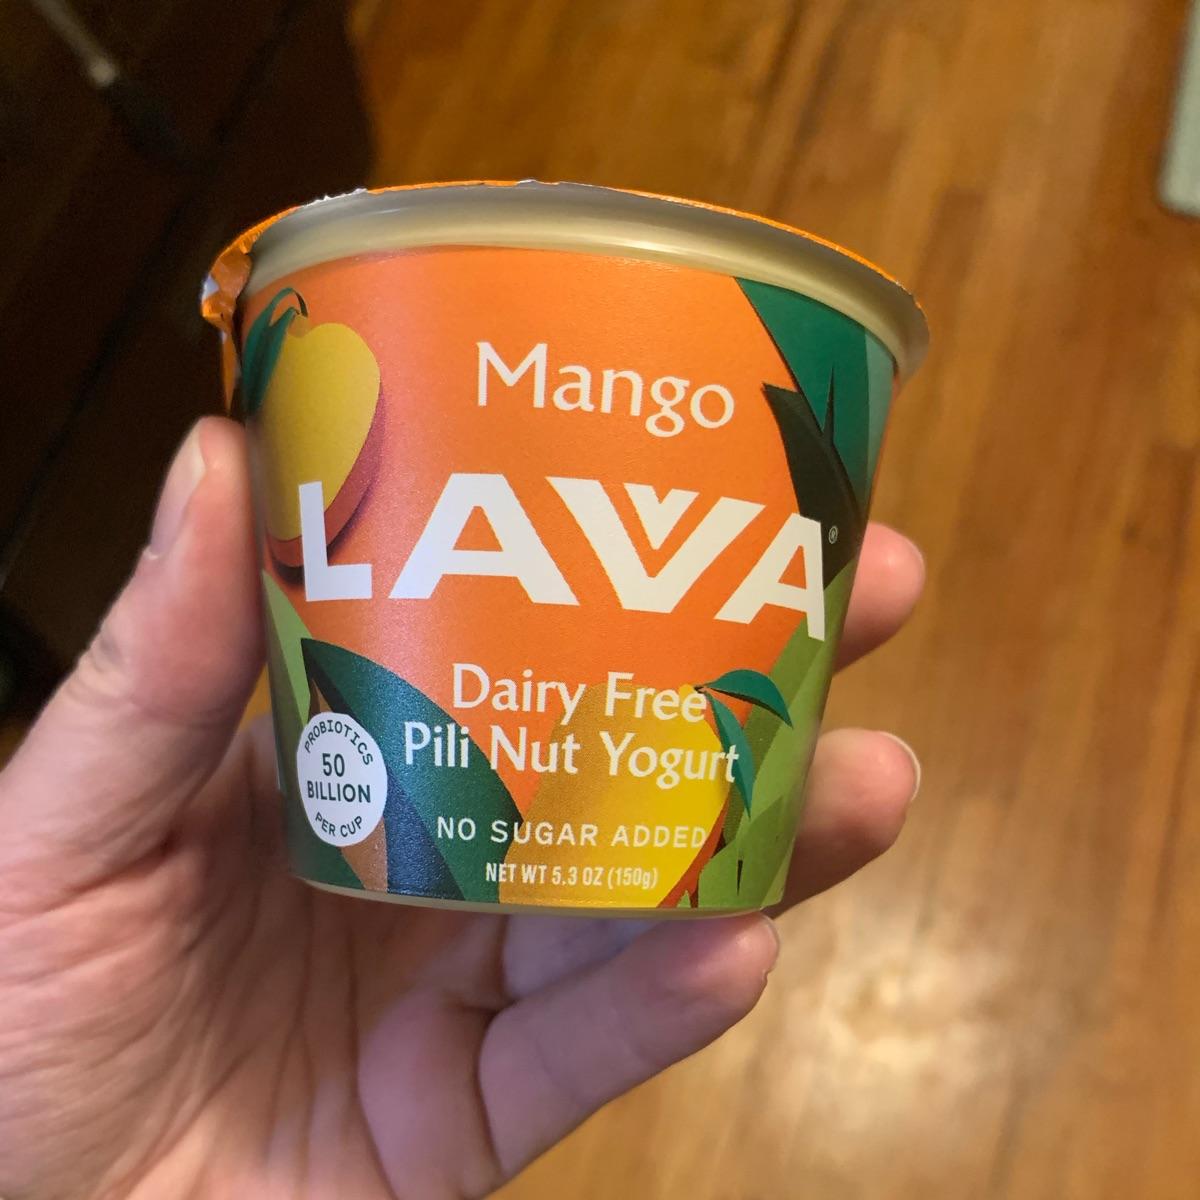 Mango
LAVVA®
Dairy Free
Pili Nut Yogurt
NO SUGAR ADDED
NET WT 5.3 OZ (150g)
PROBIOTICS
50
BILLION
PER CUP